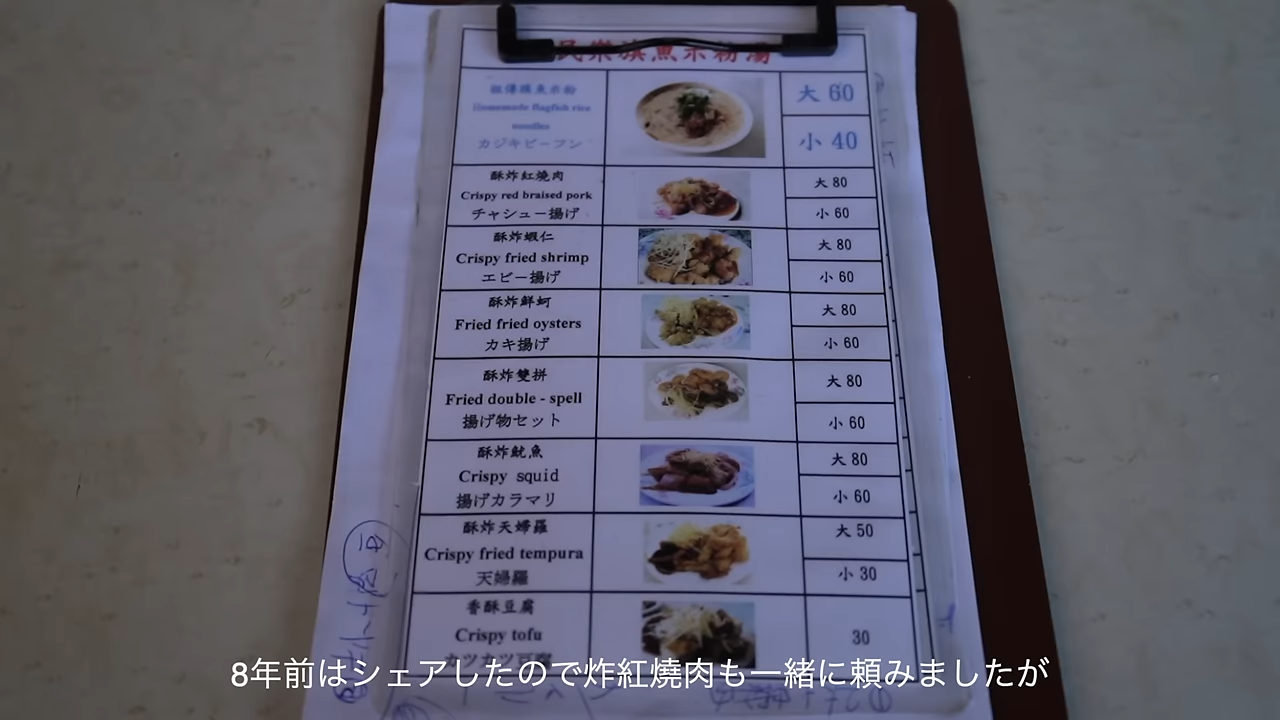 民樂旗魚米粉湯
祖傳旗魚米粉
Homemade flagfish rice
noodles
カジキビーフン
大 60
小 40
酥炸紅燒肉
Crispy red braised pork
チャシュー揚げ
大 80
小 60
酥炸蝦仁
Crispy fried shrimp
エビー揚げ
大 80
小 60
酥炸鮮蚵
Fried fried oysters
カキ揚げ
大 80
小 60
酥炸雙拼
Fried double - spell
揚げ物セット
大 80
小 60
酥炸魷魚
Crispy squid
揚げカラマリ
大 80
小 60
酥炸天婦羅
Crispy fried tempura
天婦羅
大 50
小 30
香酥豆腐
Crispy tofu
30
8年前はシェアしたので炸紅燒肉も一緒に頼みましたが